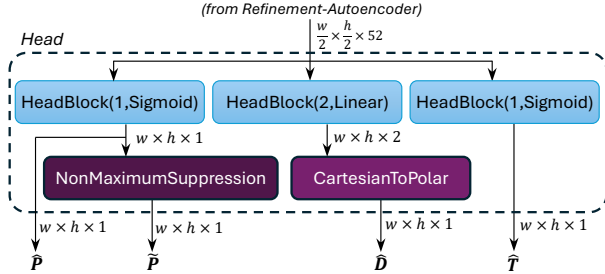 (from Refinement-Autoencoder)
Head
w/2 × h/2 × 52
HeadBlock(1,Sigmoid)
HeadBlock(2,Linear)
HeadBlock(1,Sigmoid)
w × h × 1
w × h × 2
NonMaximumSuppression
CartesianToPolar
w × h × 1
w × h × 1
w × h × 1
w × h × 1
P̂
P̃
D̂
T̂